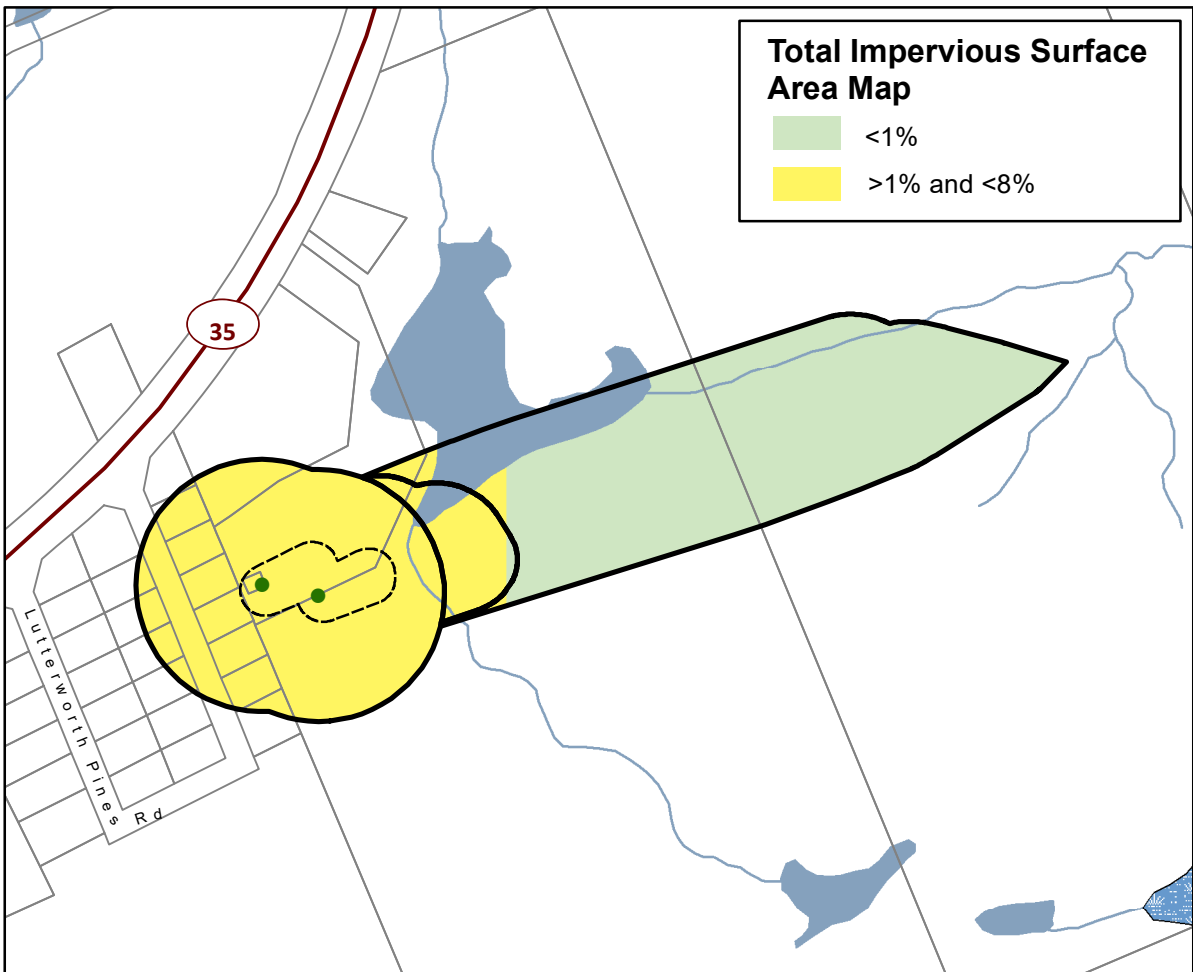 Total Impervious Surface
Area Map
<1%
>1% and <8%
35
Lutterworth Pines
Rd